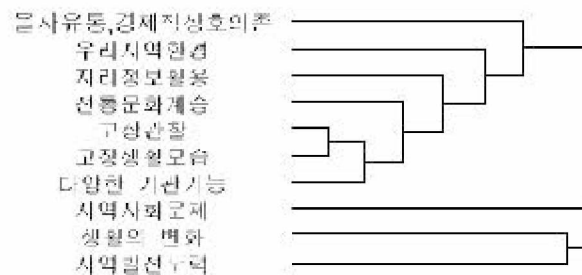 물자유통,경제적상호의존
우리지역환경
지리정보활용
전통문화계승
고장관찰
고장생활모습
다양한 기관기능
지역사회문제
생활의 변화
지역발전노력